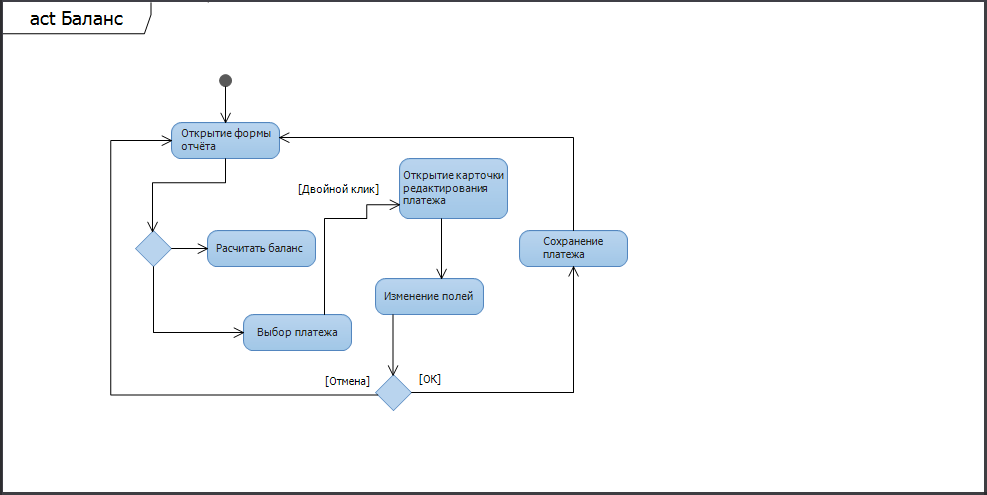 act Баланс
Открытие формы
отчёта
[Двойной клик]
Открытие карточки
редактирования
платежа
Расчитать баланс
Сохранение
платежа
Изменение полей
Выбор платежа
[Отмена]
[ОК]